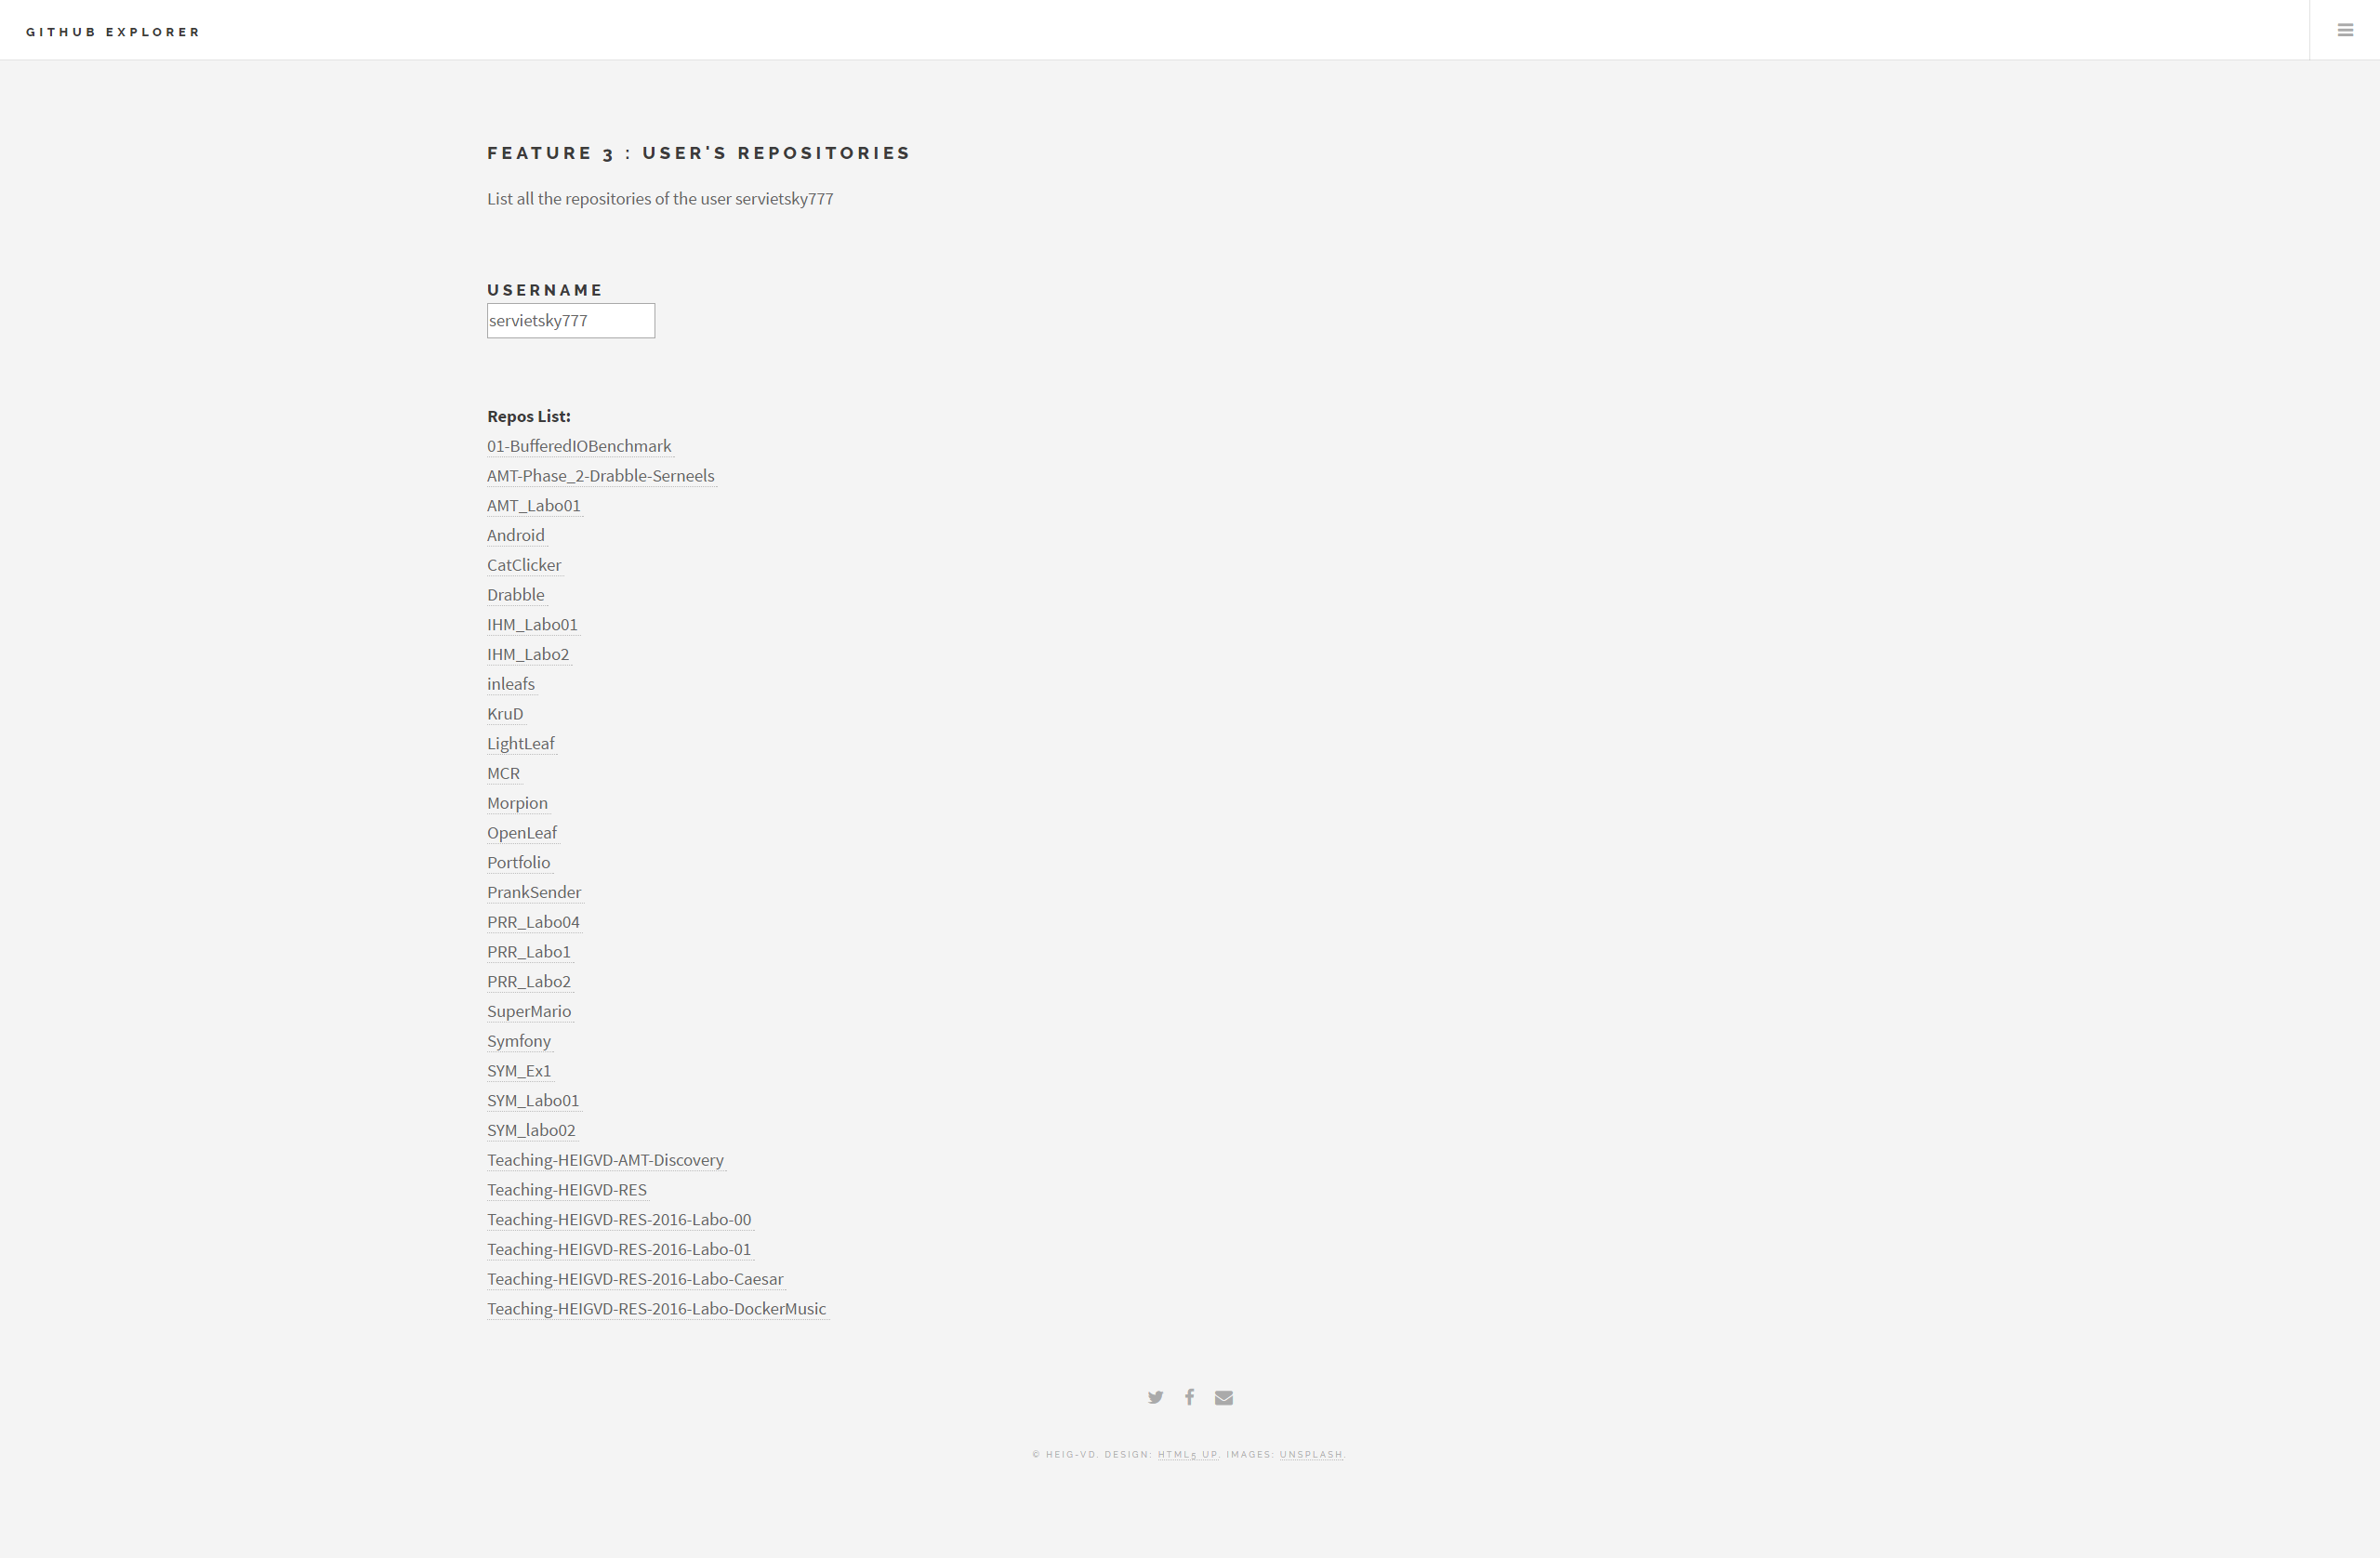 GITHUB EXPLORER
FEATURE 3 : USER'S REPOSITORIES
List all the repositories of the user servietsky777
USERNAME
servietsky777
Repos List:
01-BufferedIOBenchmark
AMT-Phase_2-Drabble-Serneels
AMT_Labo01
Android
CatClicker
Drabble
IHM_Labo01
IHM_Labo2
inleafs
KruD
LightLeaf
MCR
Morpion
OpenLeaf
Portfolio
PrankSender
PRR_Labo04
PRR_Labo1
PRR_Labo2
SuperMario
Symfony
SYM_Ex1
SYM_Labo01
SYM_labo02
Teaching-HEIGVD-AMT-Discovery
Teaching-HEIGVD-RES
Teaching-HEIGVD-RES-2016-Labo-00
Teaching-HEIGVD-RES-2016-Labo-01
Teaching-HEIGVD-RES-2016-Labo-Caesar
Teaching-HEIGVD-RES-2016-Labo-DockerMusic
© HEIG-VD. DESIGN: HTML5 UP. IMAGES: UNSPLASH.